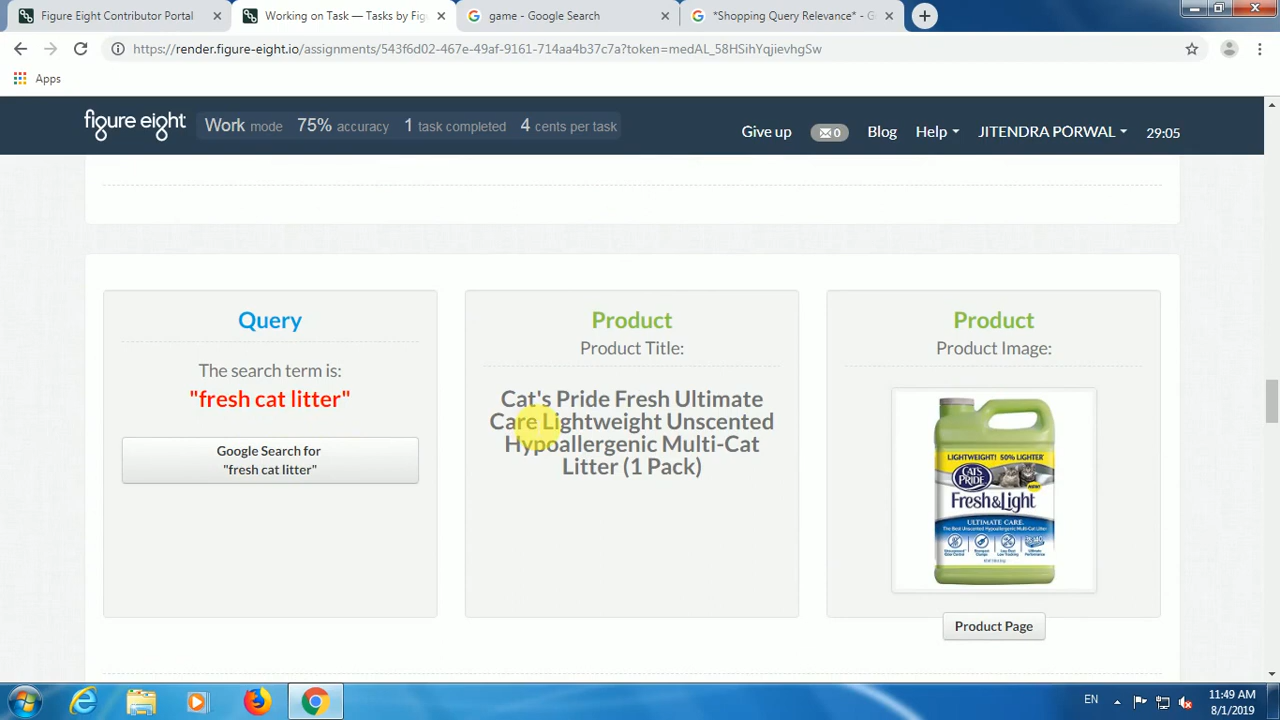 Figure Eight Contributor Portal
Working on Task — Tasks by Fig
game - Google Search
*Shopping Query Relevance* - G
https://render.figure-eight.io/assignments/543f6d02-467e-49af-9161-714aa4b37c7a?token=medAL_58HShYqjievhgSw
Apps
figure eight
Work mode 75% accuracy 1 task completed 4 cents per task
Give up 0 Blog Help JITENDRA PORWAL 29:05
Query
The search term is:
"fresh cat litter"
Google Search for
"fresh cat litter"
Product
Product Title:
Cat's Pride Fresh Ultimate
Care Lightweight Unscented
Hypoallergenic Multi-Cat
Litter (1 Pack)
Product
Product Image:
LIGHTWEIGHT! 50% LIGHTER
CAT'S
PRIDE
Fresh&Light
ULTIMATE CARE
Product Page
EN
11:49 AM
8/1/2019